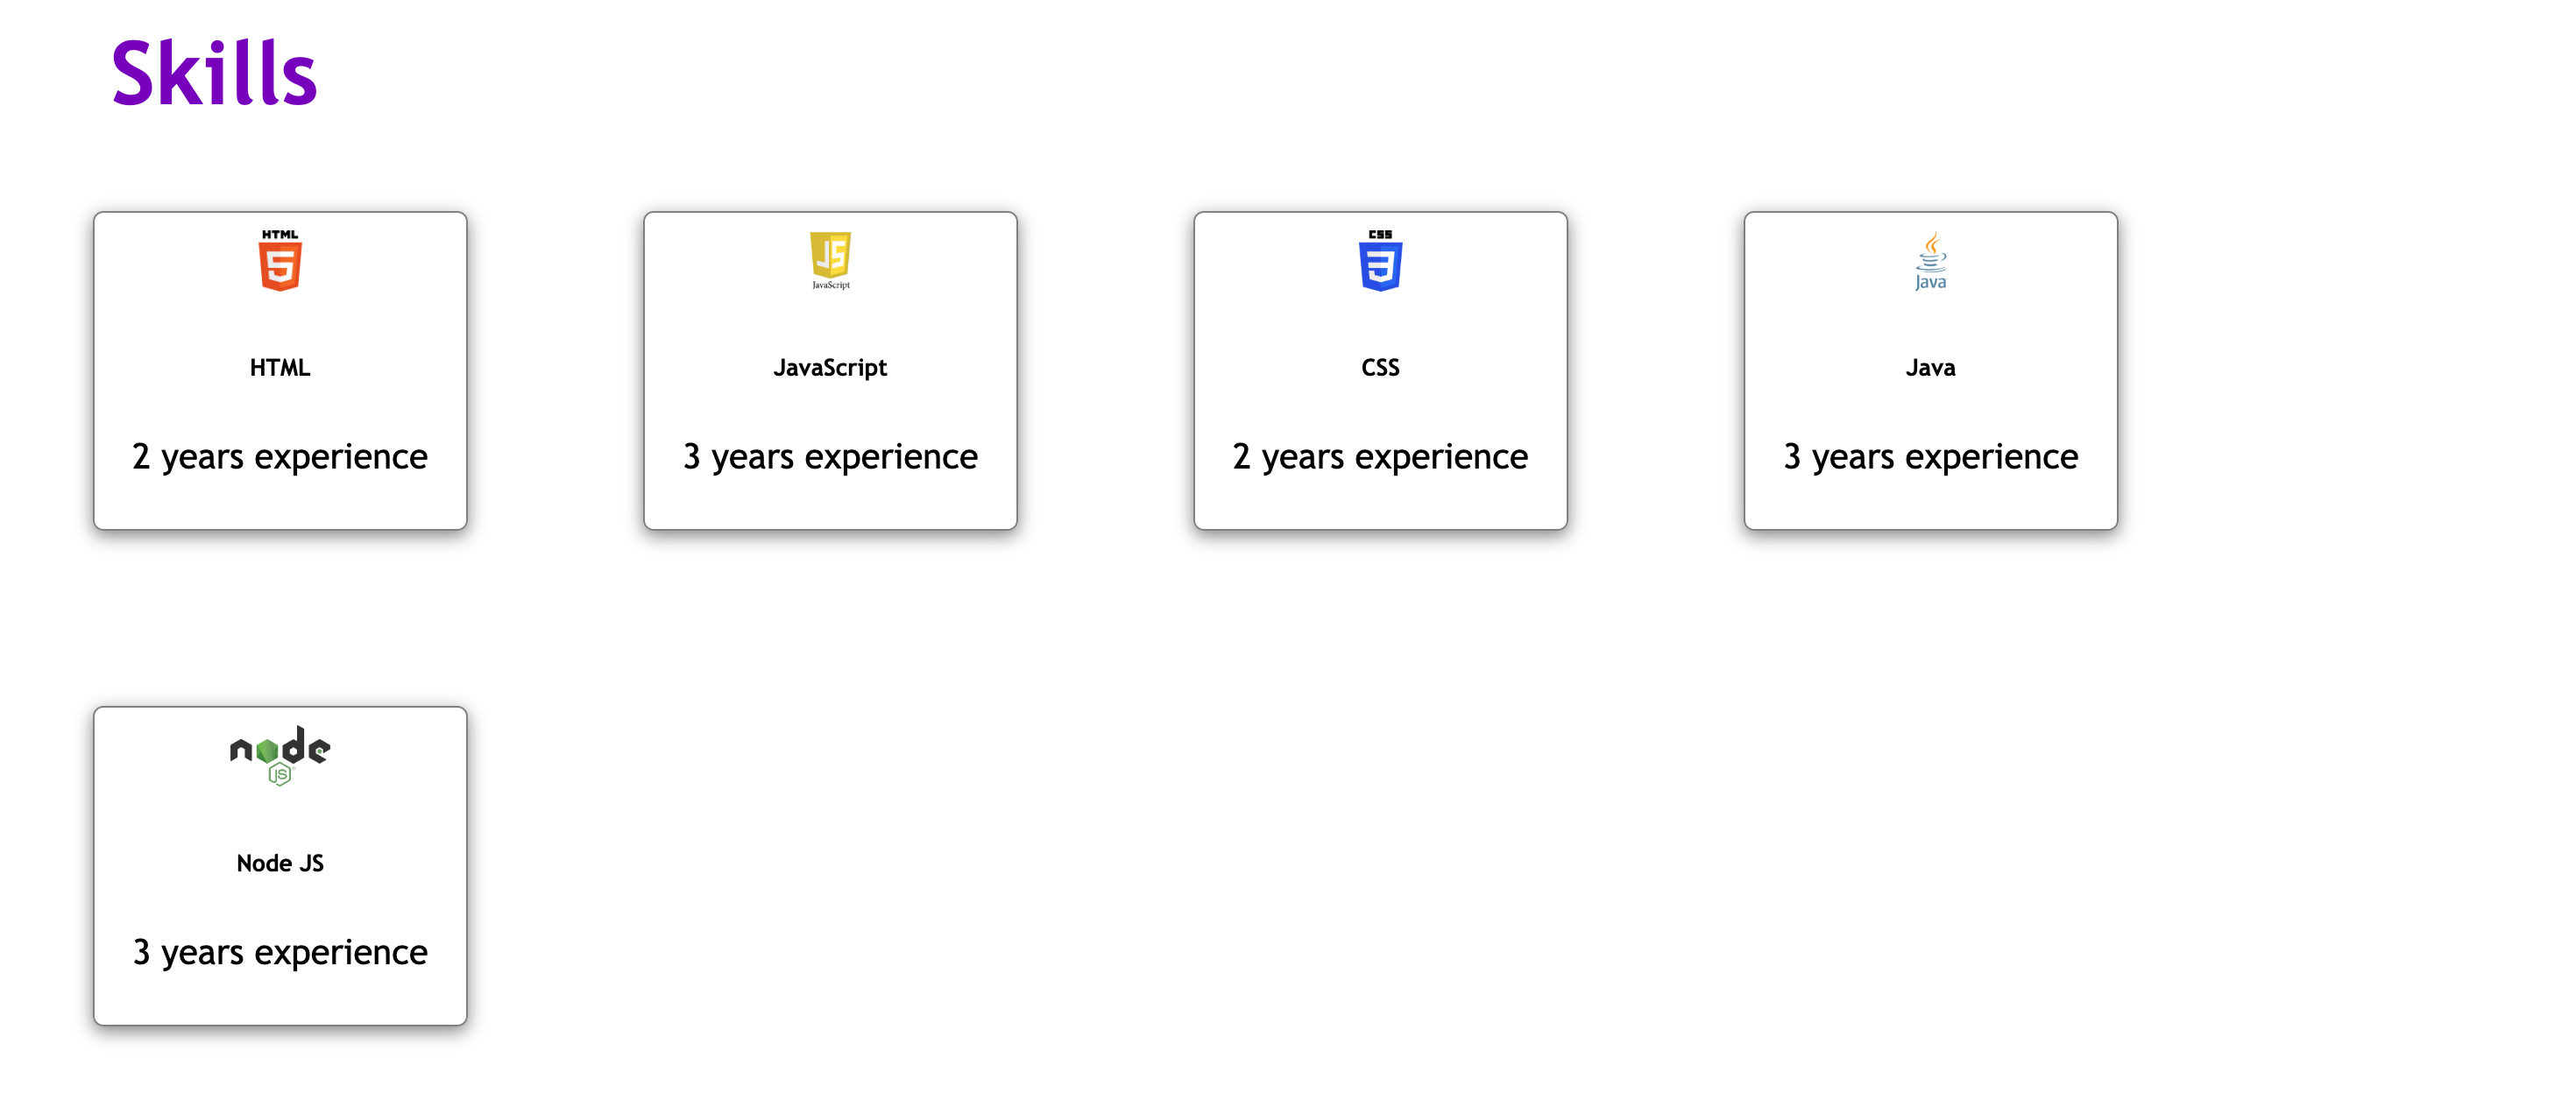 Skills
HTML
5
HTML
2 years experience
JS
JavaScript
JavaScript
3 years experience
CSS
3
CSS
2 years experience
Java
Java
3 years experience
node
JS
Node JS
3 years experience